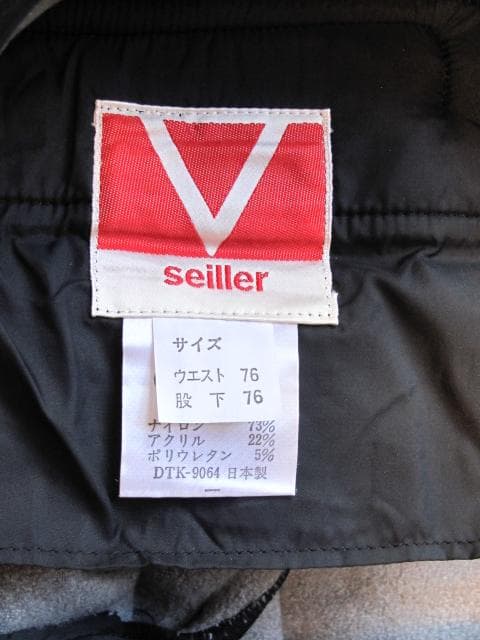 seiller
サイズ
ウエスト 76
股下 76
ナイロン 73%
アクリル 22%
ポリウレタン 5%
DTK-9064 日本製